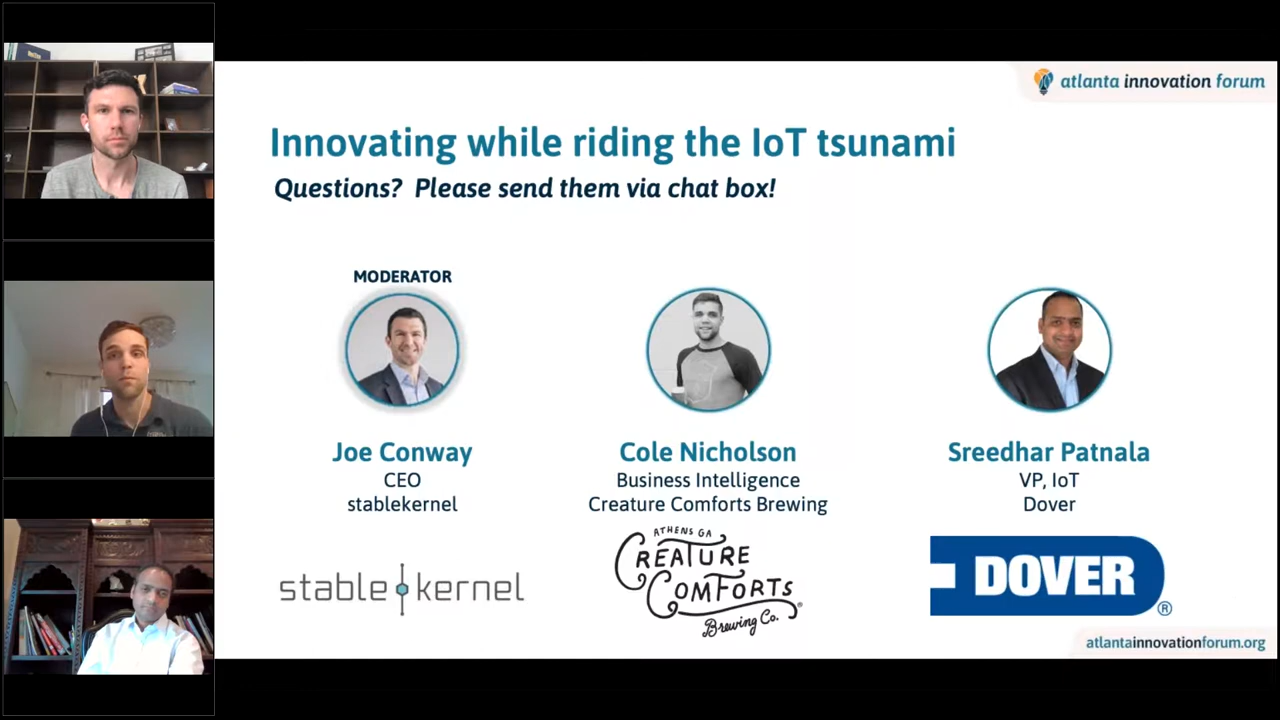 atlanta innovation forum
Innovating while riding the IoT tsunami
Questions? Please send them via chat box!
MODERATOR
Joe Conway
CEO
stablekernel
Cole Nicholson
Business Intelligence
Creature Comforts Brewing
Sreedhar Patnala
VP, IoT
Dover
stable kernel
ATHENS GA
CREATURE
COMFORTS
Brewing Co.
DOVER
®
atlantainnovationforum.org